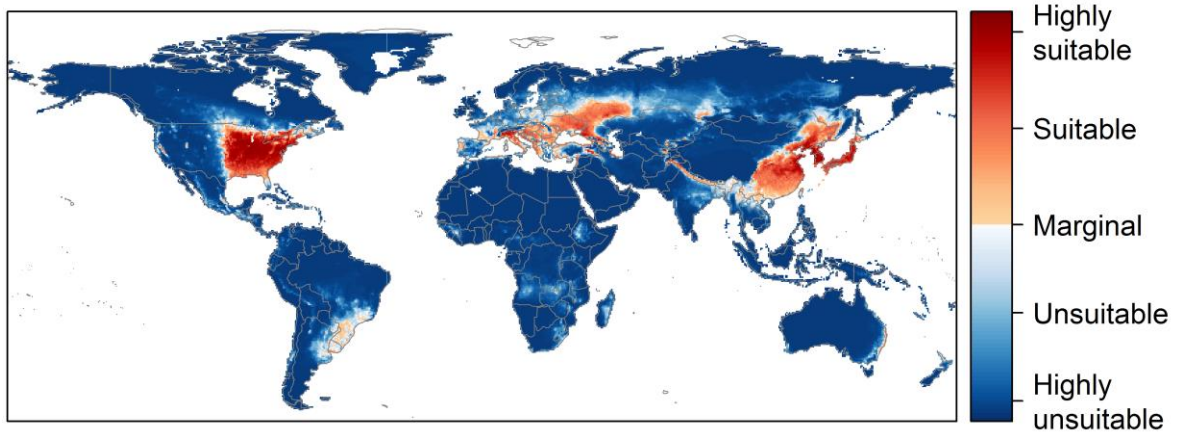 Highly
suitable
Suitable
Marginal
Unsuitable
Highly
unsuitable